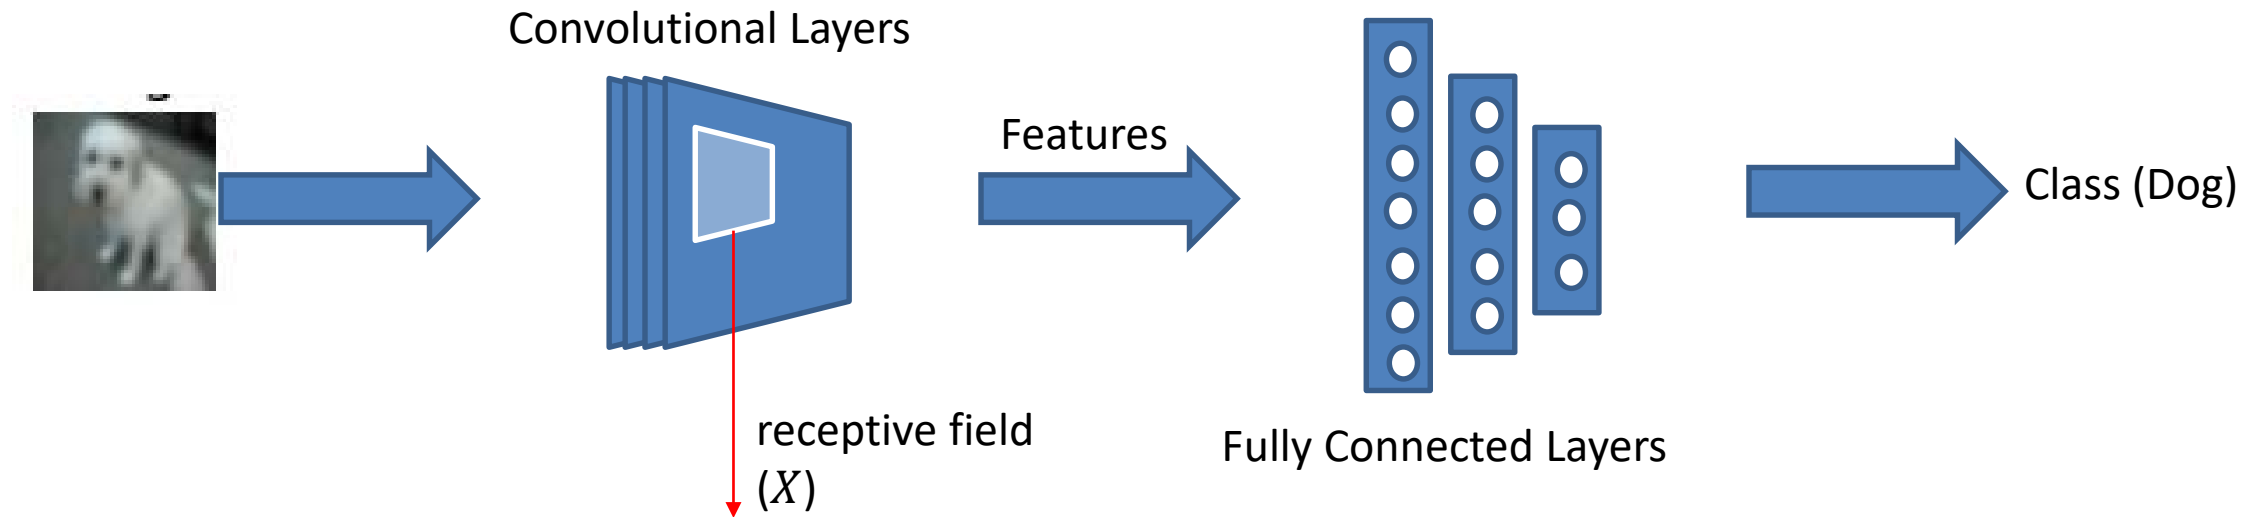 Convolutional Layers
Features
Class (Dog)
receptive field
(X)
Fully Connected Layers